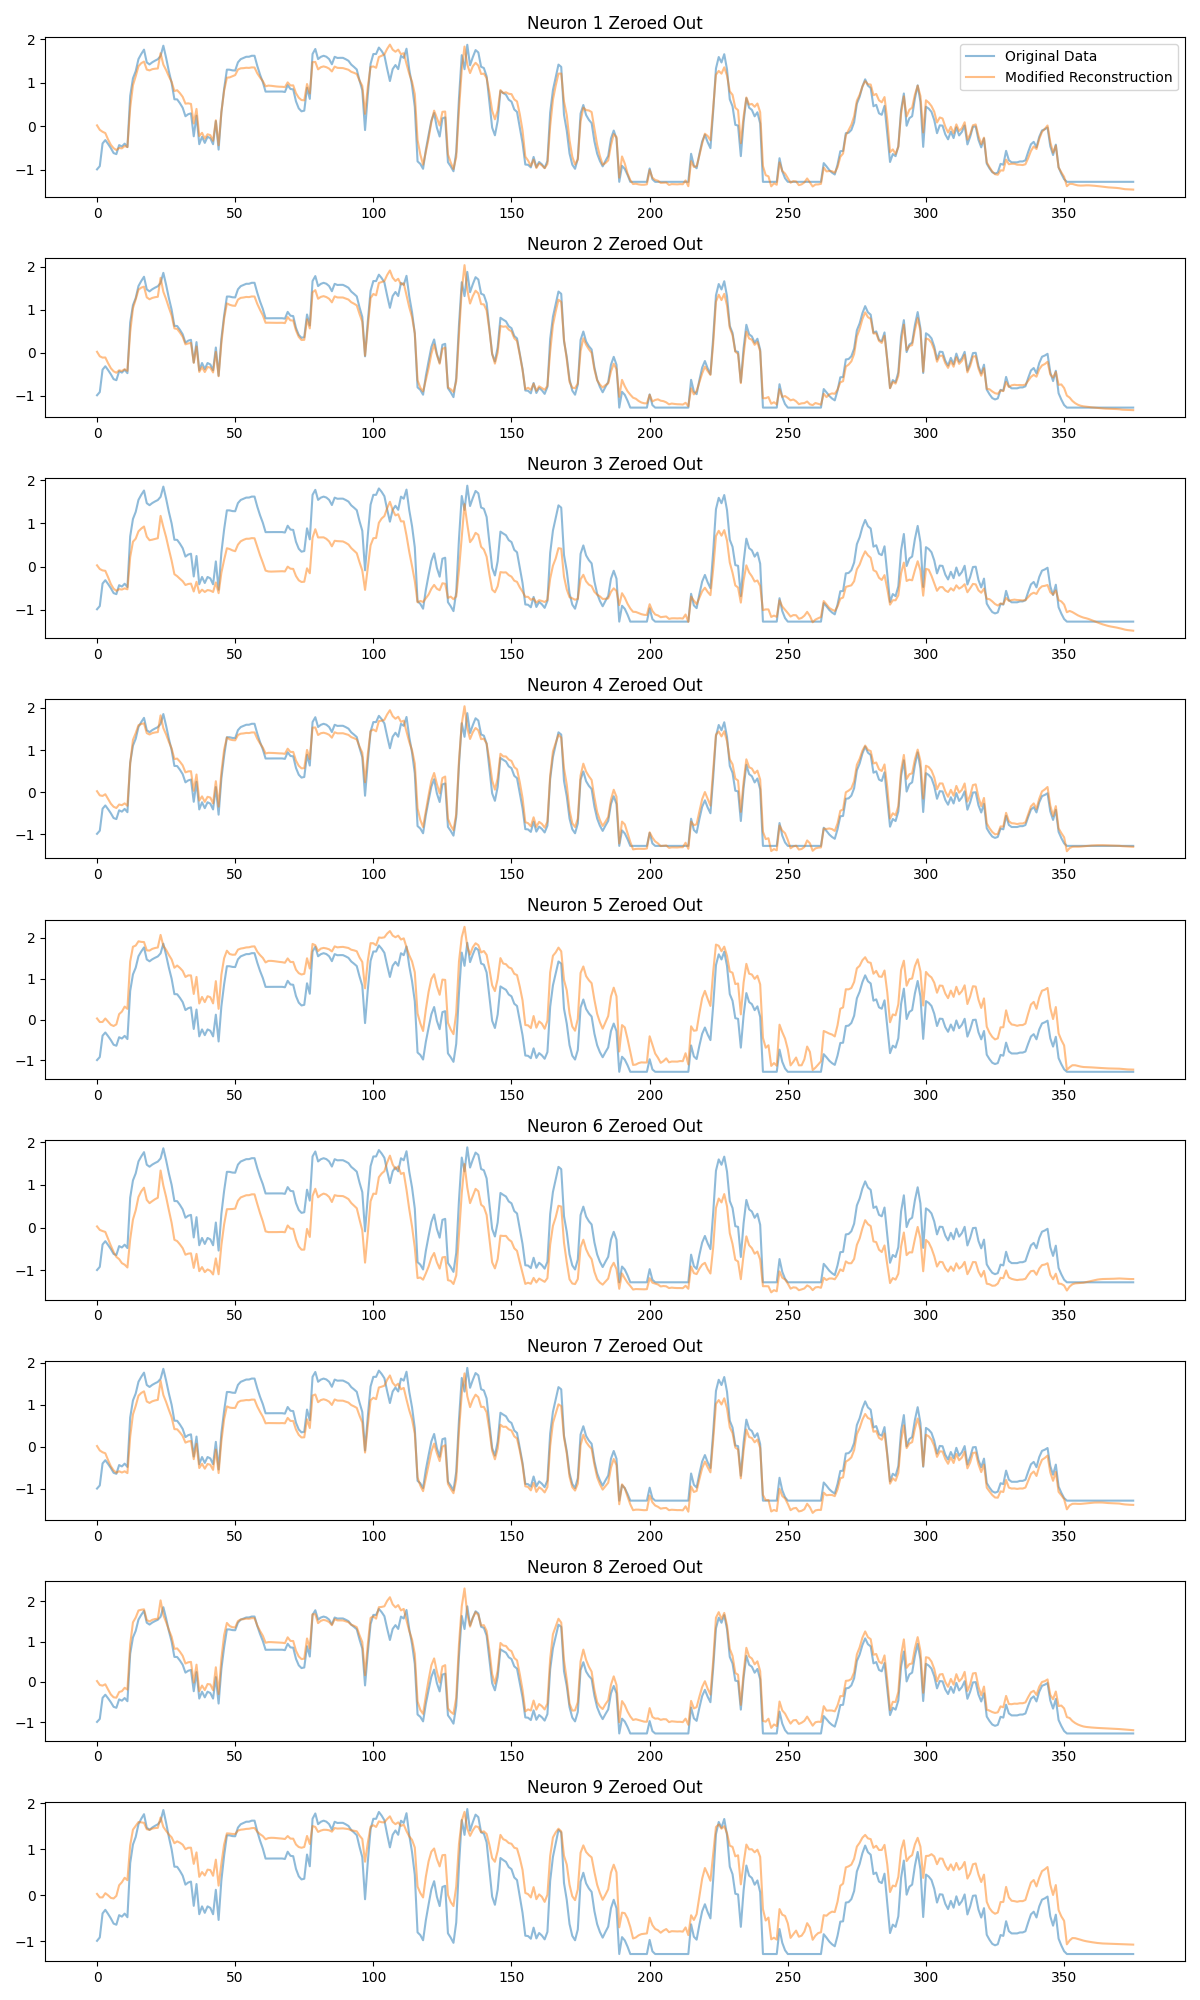 Neuron 1 Zeroed Out
2
1
0
−1
Original Data
Modified Reconstruction
0 50 100 150 200 250 300 350
Neuron 2 Zeroed Out
2
1
0
−1
0 50 100 150 200 250 300 350
Neuron 3 Zeroed Out
2
1
0
−1
0 50 100 150 200 250 300 350
Neuron 4 Zeroed Out
2
1
0
−1
0 50 100 150 200 250 300 350
Neuron 5 Zeroed Out
2
1
0
−1
0 50 100 150 200 250 300 350
Neuron 6 Zeroed Out
2
1
0
−1
0 50 100 150 200 250 300 350
Neuron 7 Zeroed Out
2
1
0
−1
0 50 100 150 200 250 300 350
Neuron 8 Zeroed Out
2
1
0
−1
0 50 100 150 200 250 300 350
Neuron 9 Zeroed Out
2
1
0
−1
0 50 100 150 200 250 300 350